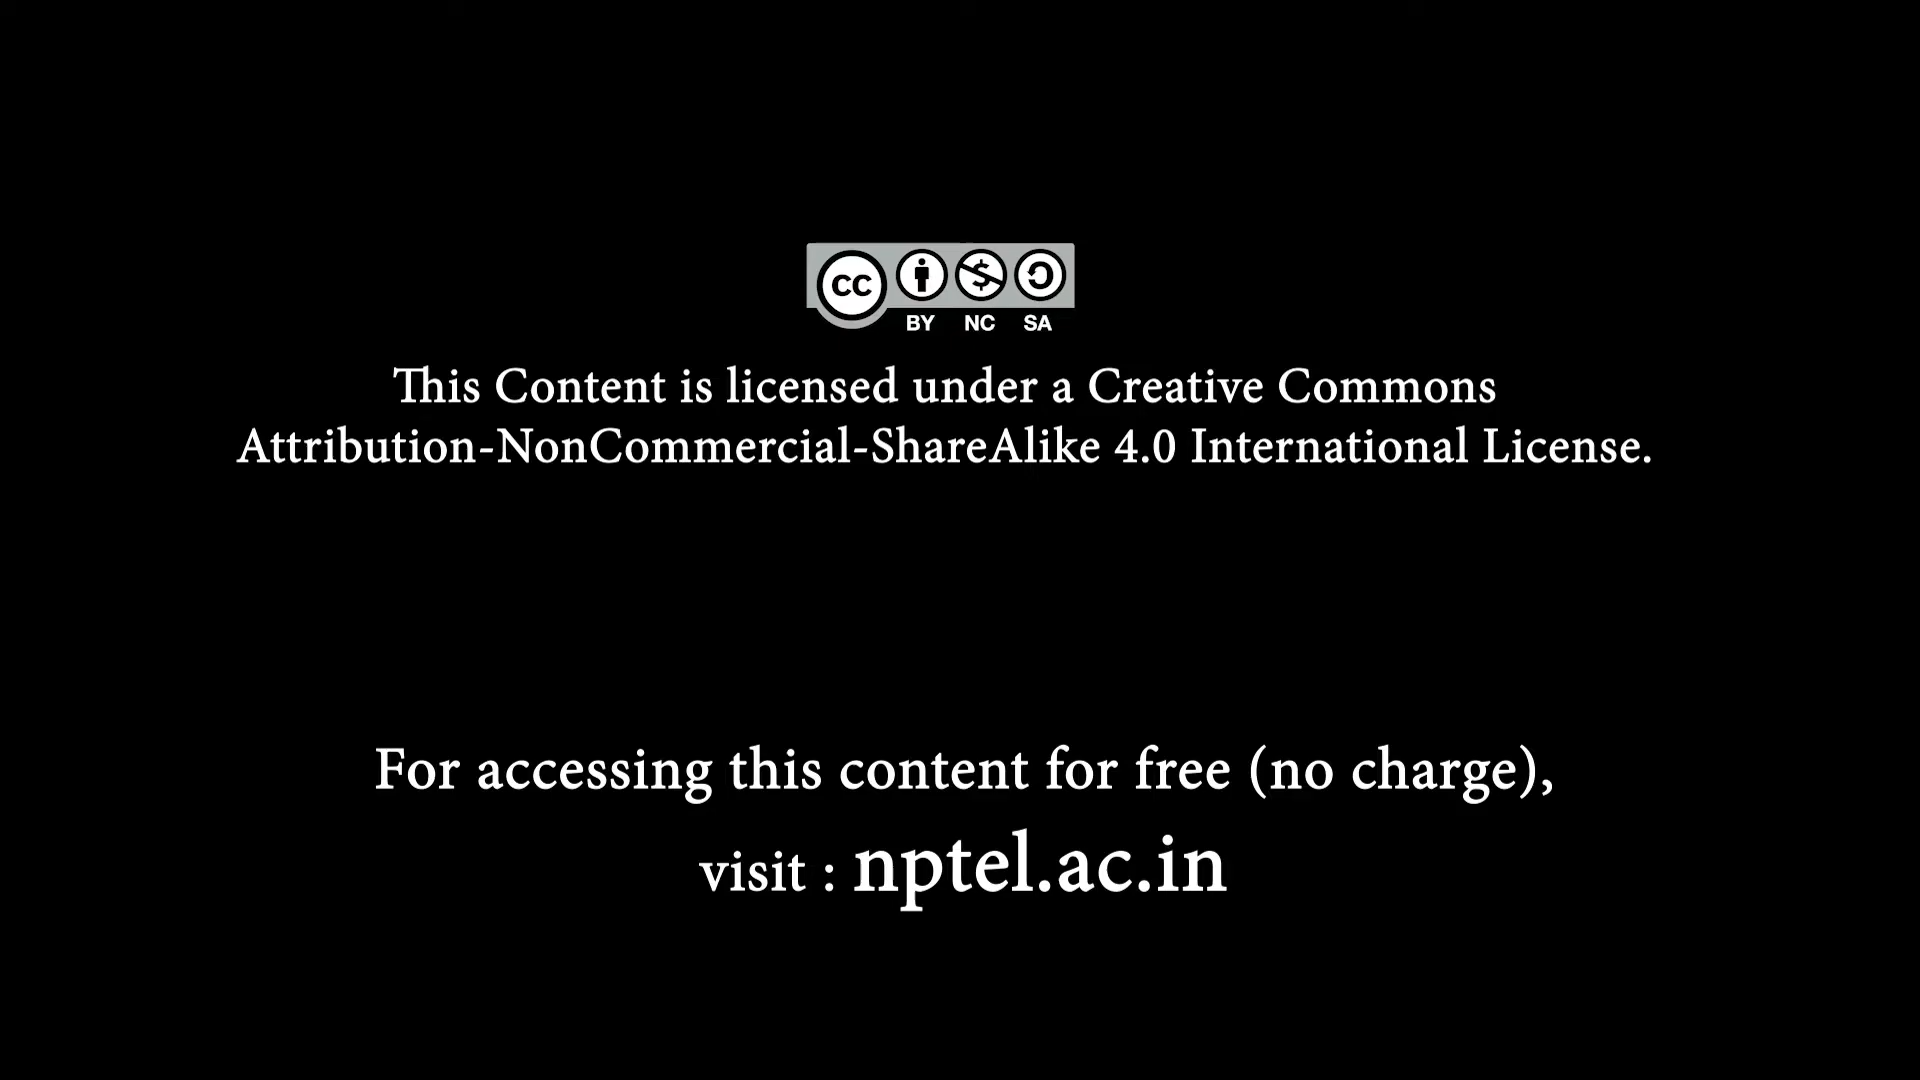 cc
BY NC SA
This Content is licensed under a Creative Commons
Attribution-NonCommercial-ShareAlike 4.0 International License.
For accessing this content for free (no charge),
visit : nptel.ac.in